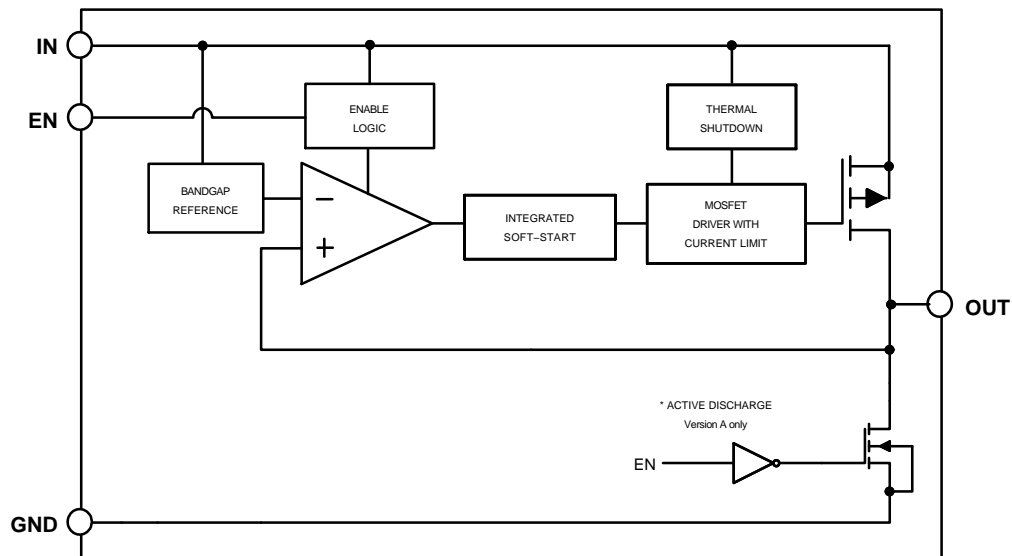 IN
EN
ENABLE
LOGIC
THERMAL
SHUTDOWN
BANDGAP
REFERENCE
−
+
INTEGRATED
SOFT−START
MOSFET
DRIVER WITH
CURRENT LIMIT
OUT
* ACTIVE DISCHARGE
Version A only
EN
GND